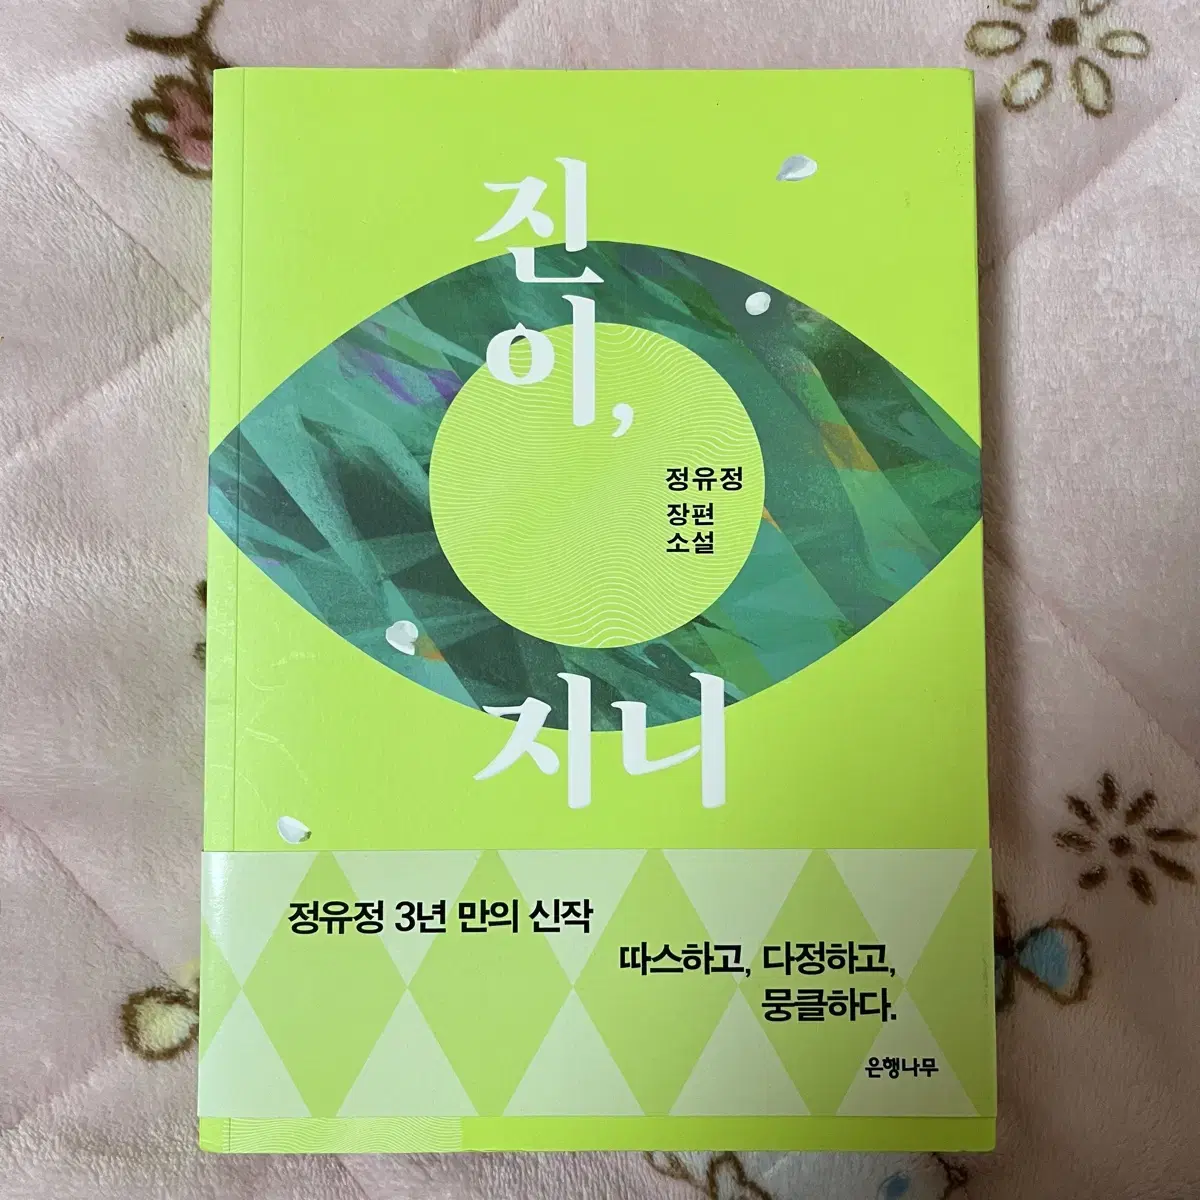 진
이,
정유정
장편
소설
지니
정유정 3년 만의 신작
따스하고, 다정하고,
뭉클하다.
은행나무